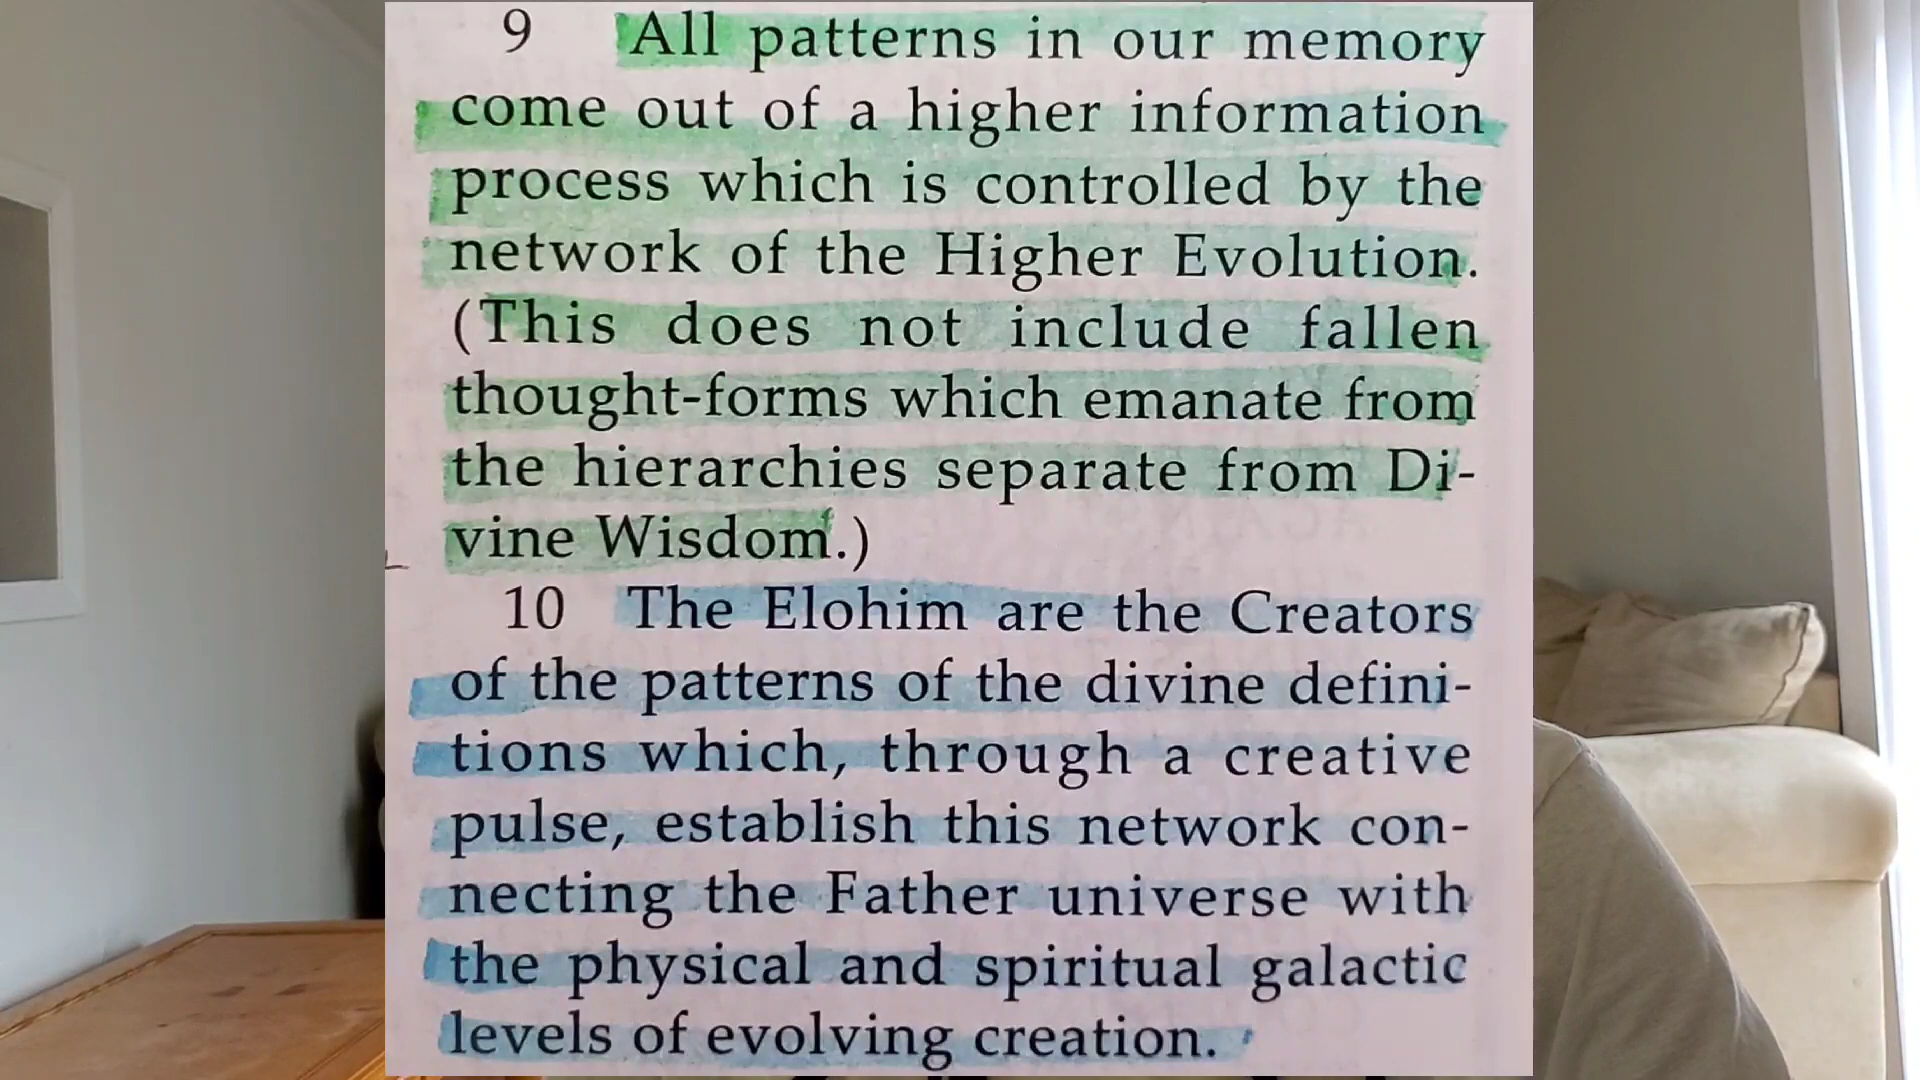 9 All patterns in our memory
come out of a higher information
process which is controlled by the
network of the Higher Evolution.
(This does not include fallen
thought-forms which emanate from
the hierarchies separate from Di-
vine Wisdom.)
10 The Elohim are the Creators
of the patterns of the divine defini-
tions which, through a creative
pulse, establish this network con-
necting the Father universe with
the physical and spiritual galactic
levels of evolving creation.